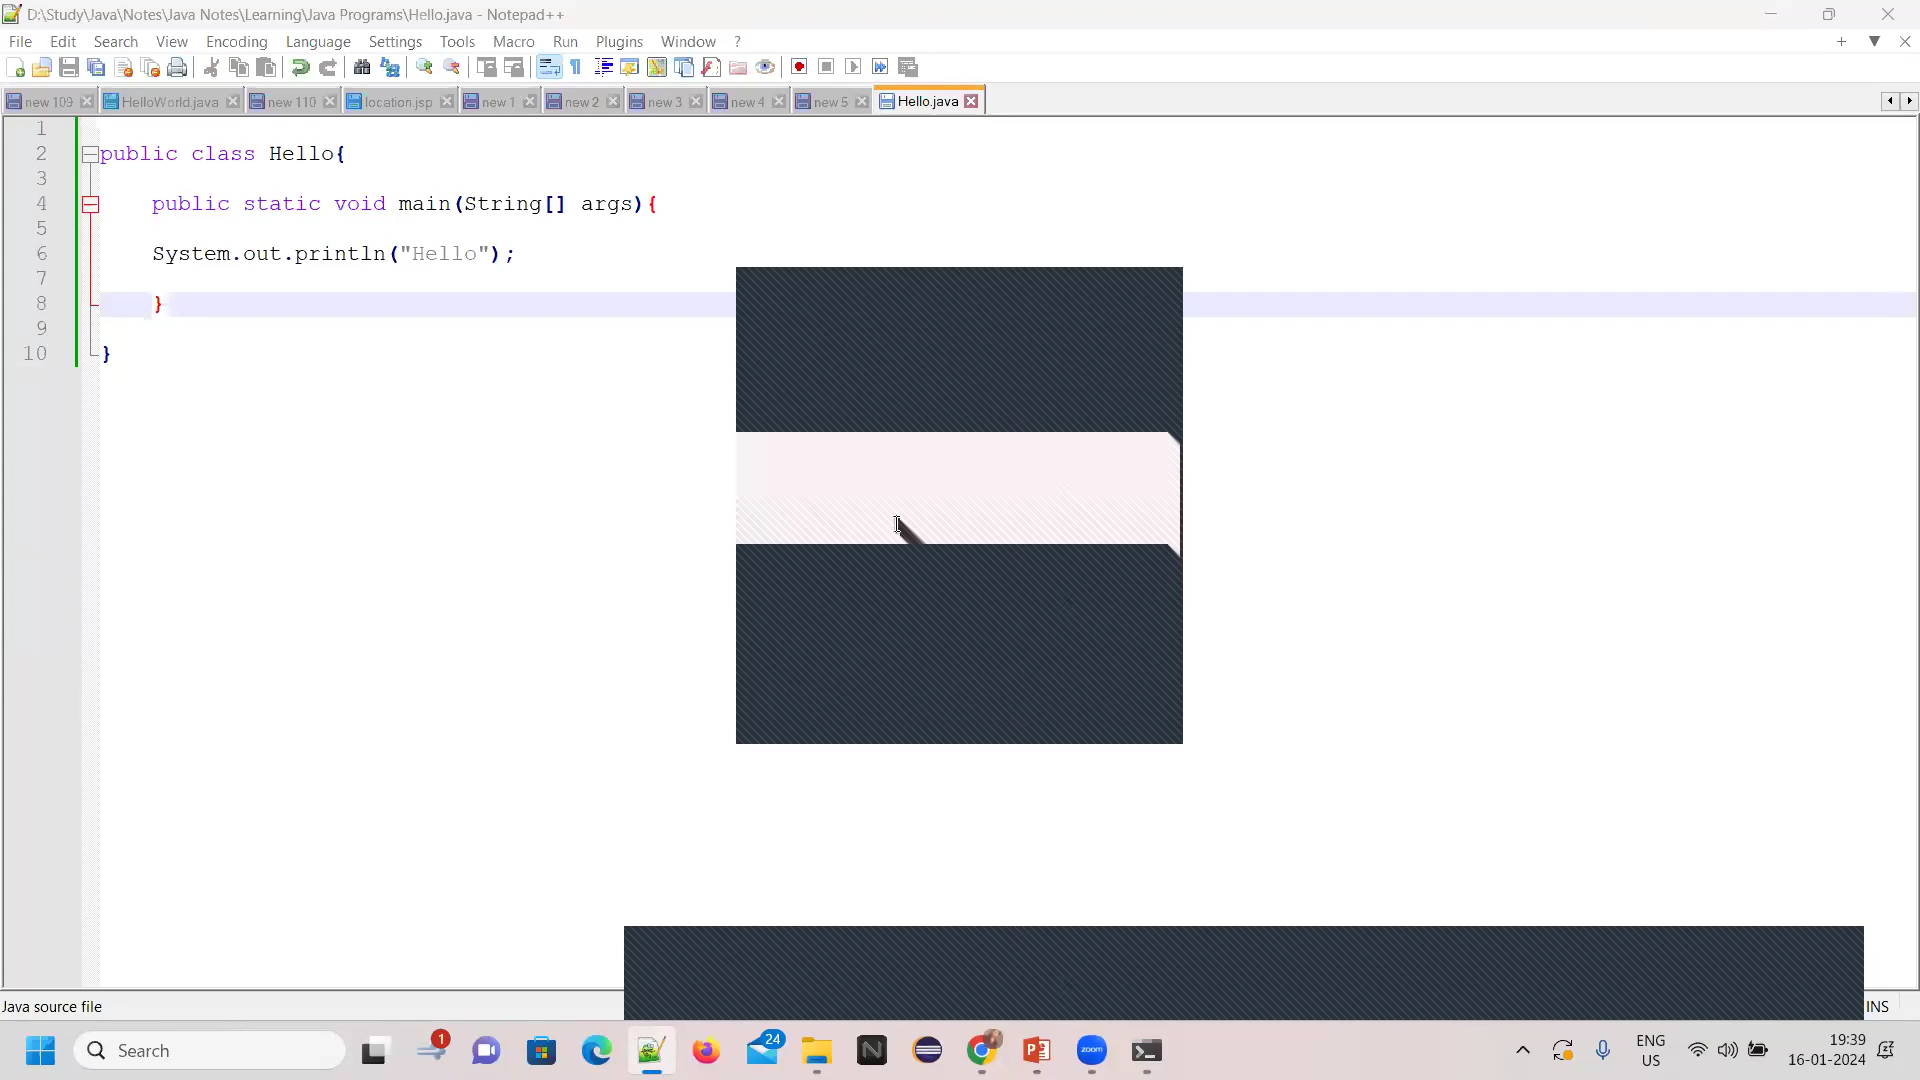 D:\Study\Java\Notes\Java Notes\Learning\Java Programs\Hello.java - Notepad++
File Edit Search View Encoding Language Settings Tools Macro Run Plugins Window ?
new 109 HelloWorld.java new 110 location.jsp new 1 new 2 new 3 new 4 new 5 Hello.java
1
2 public class Hello{
3
4 public static void main(String[] args){
5
6 System.out.println("Hello");
7
8 }
9
10 }
Java source file INS
Search 1 24 N zoom ENG US 19:39 16-01-2024